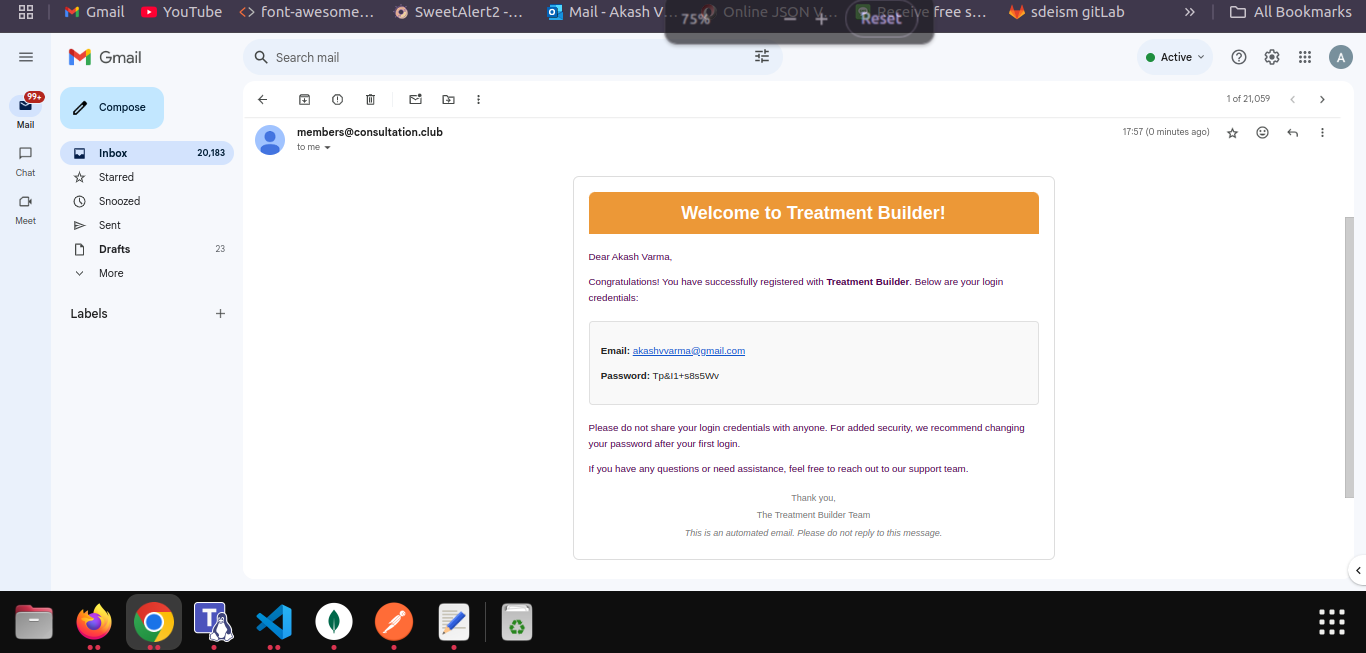 Gmail
YouTube
font-awesome...
SweetAlert2 -...
Mail - Akash V...
Online JSON V...
Receive free s...
sdeism gitLab
»
All Bookmarks
75%
Reset
Gmail
Search mail
Active
A
99+
Mail
Chat
Meet
Compose
Inbox 20,183
Starred
Snoozed
Sent
Drafts 23
More
Labels
1 of 21,059
members@consultation.club
17:57 (0 minutes ago)
to me
Welcome to Treatment Builder!
Dear Akash Varma,
Congratulations! You have successfully registered with Treatment Builder. Below are your login
credentials:
Email: akashvvarma@gmail.com
Password: Tp&I1+s8s5Wv
Please do not share your login credentials with anyone. For added security, we recommend changing
your password after your first login.
If you have any questions or need assistance, feel free to reach out to our support team.
Thank you,
The Treatment Builder Team
This is an automated email. Please do not reply to this message.